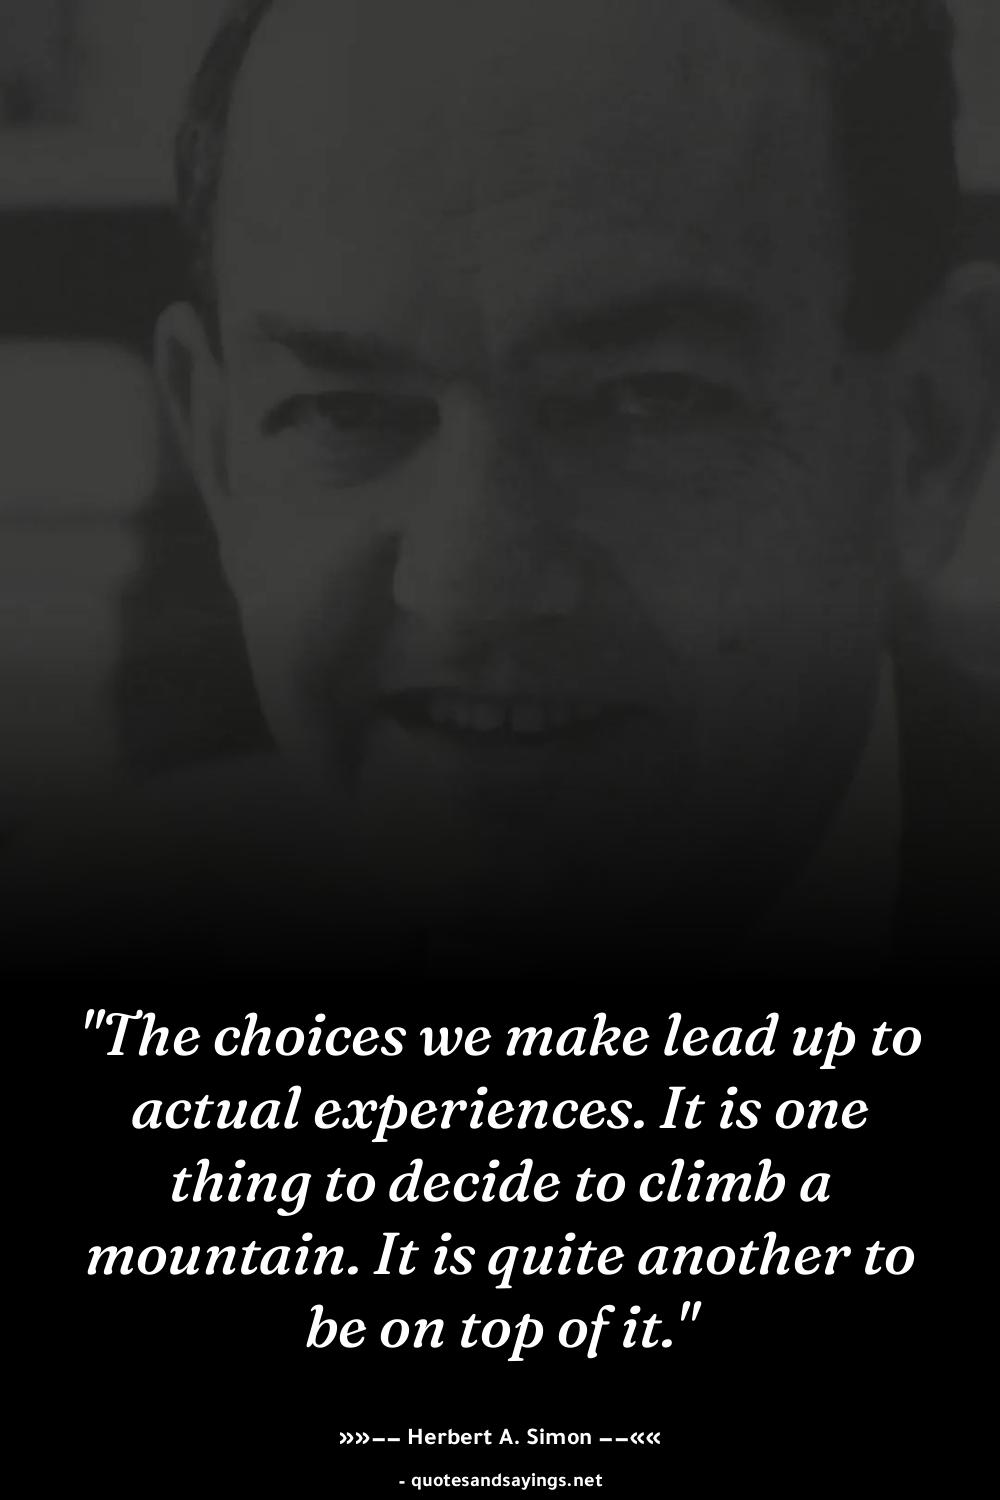 "The choices we make lead up to
actual experiences. It is one
thing to decide to climb a
mountain. It is quite another to
be on top of it."
»»—— Herbert A. Simon ——««
- quotesandsayings.net